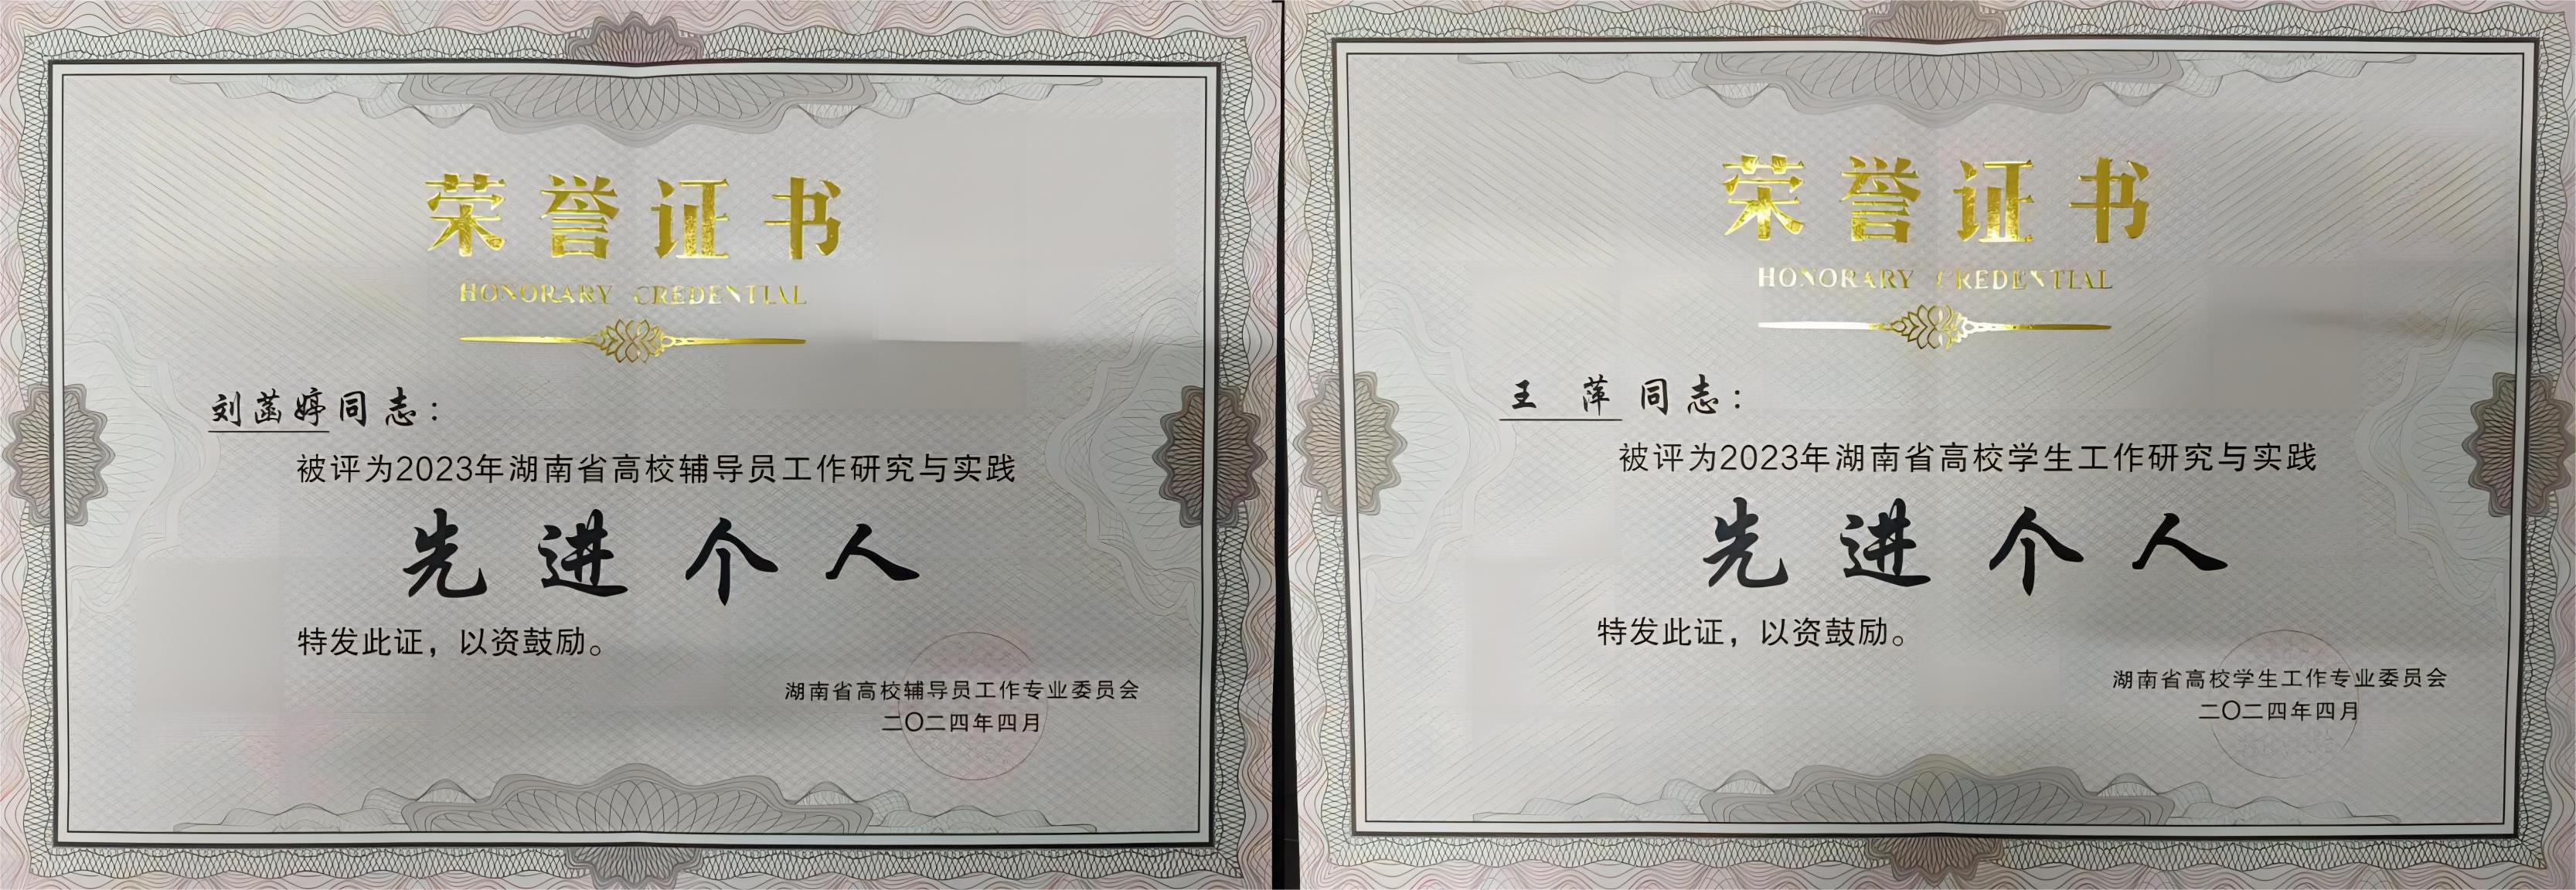 荣誉证书
HONORARY CREDENTIAL
刘菡婷同志：
被评为2023年湖南省高校辅导员工作研究与实践
先进个人
特发此证，以资鼓励。
湖南省高校辅导员工作专业委员会
二〇二四年四月
荣誉证书
HONORARY CREDENTIAL
王 萍 同志：
被评为2023年湖南省高校学生工作研究与实践
先进个人
特发此证，以资鼓励。
湖南省高校学生工作专业委员会
二〇二四年四月